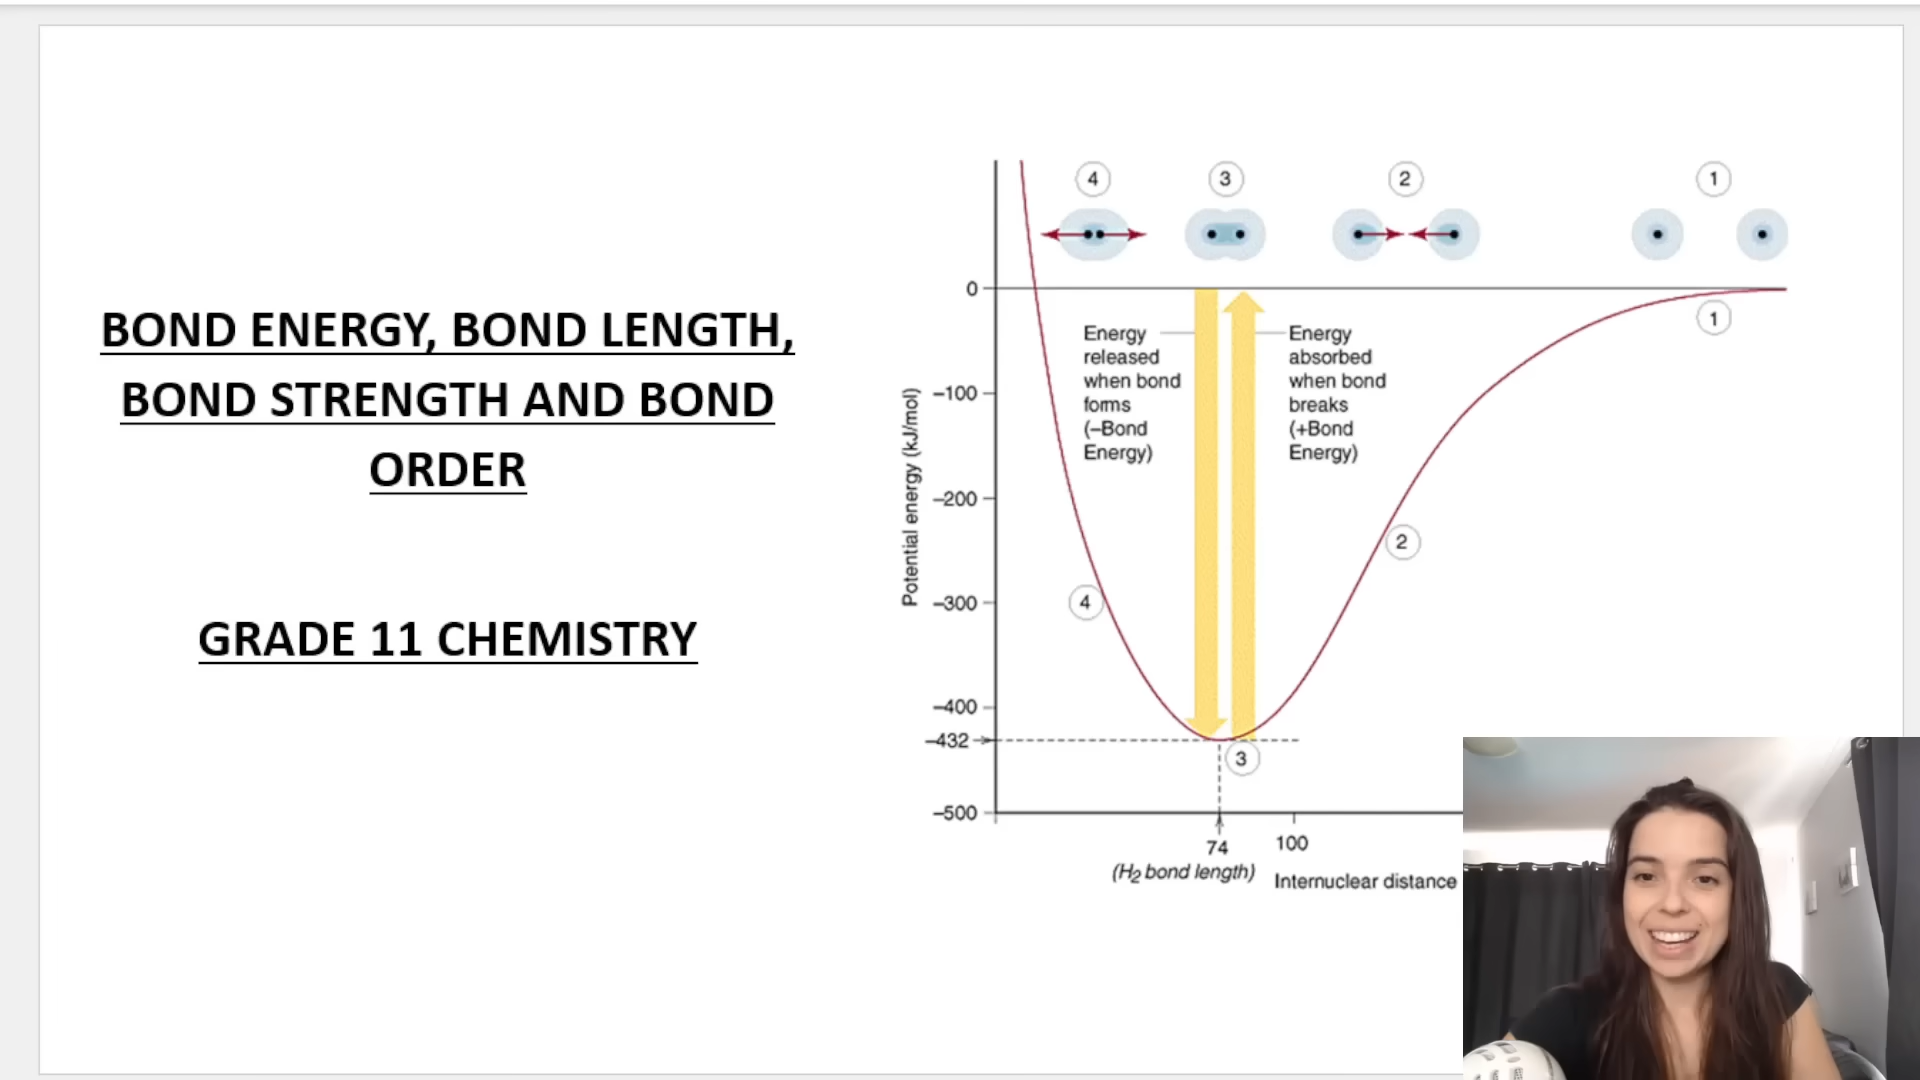 BOND ENERGY, BOND LENGTH,
BOND STRENGTH AND BOND
ORDER
GRADE 11 CHEMISTRY
4
3
2
1
0
–100
–200
–300
–400
–432
–500
Potential energy (kJ/mol)
Energy
released
when bond
forms
(–Bond
Energy)
Energy
absorbed
when bond
breaks
(+Bond
Energy)
1
2
4
3
74
100
(H₂ bond length)
Internuclear distance